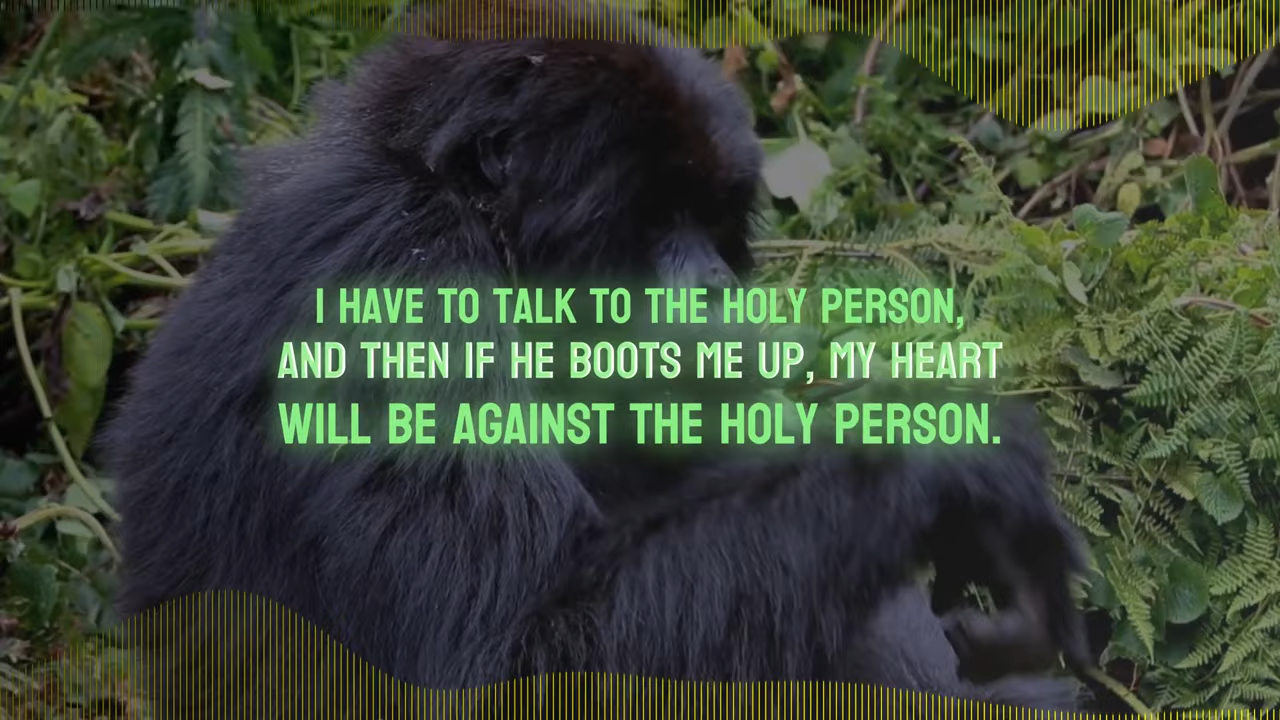 I HAVE TO TALK TO THE HOLY PERSON,
AND THEN IF HE BOOTS ME UP, MY HEART
WILL BE AGAINST THE HOLY PERSON.